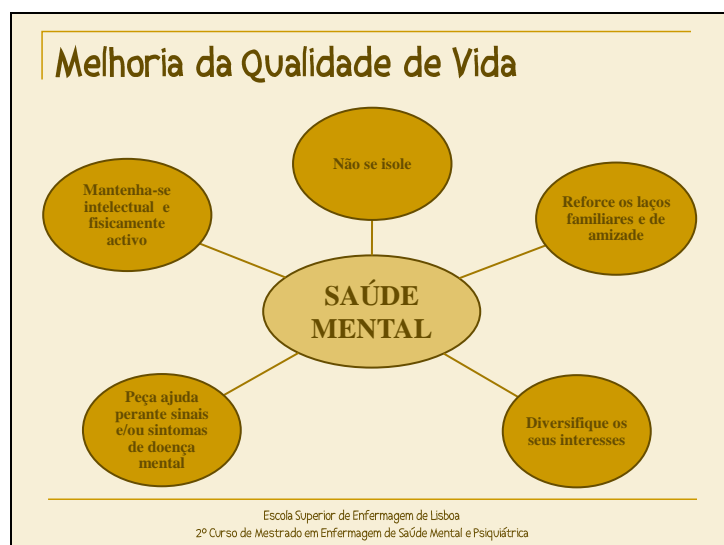 Melhoria da Qualidade de Vida
Não se isole
Mantenha-se
intelectual e
fisicamente
activo
Reforce os laços
familiares e de
amizade
SAÚDE
MENTAL
Peça ajuda
perante sinais
e/ou sintomas
de doença
mental
Diversifique os
seus interesses
Escola Superior de Enfermagem de Lisboa
2º Curso de Mestrado em Enfermagem de Saúde Mental e Psiquiátrica